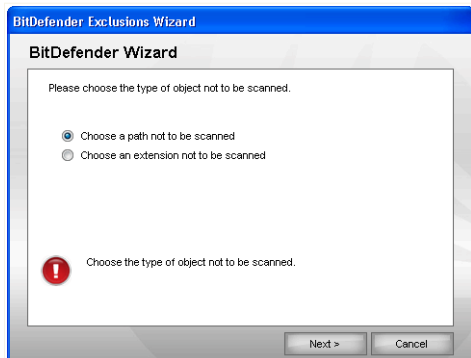 BitDefender Exclusions Wizard
BitDefender Wizard
Please choose the type of object not to be scanned.
Choose a path not to be scanned
Choose an extension not to be scanned
Choose the type of object not to be scanned.
Next > Cancel